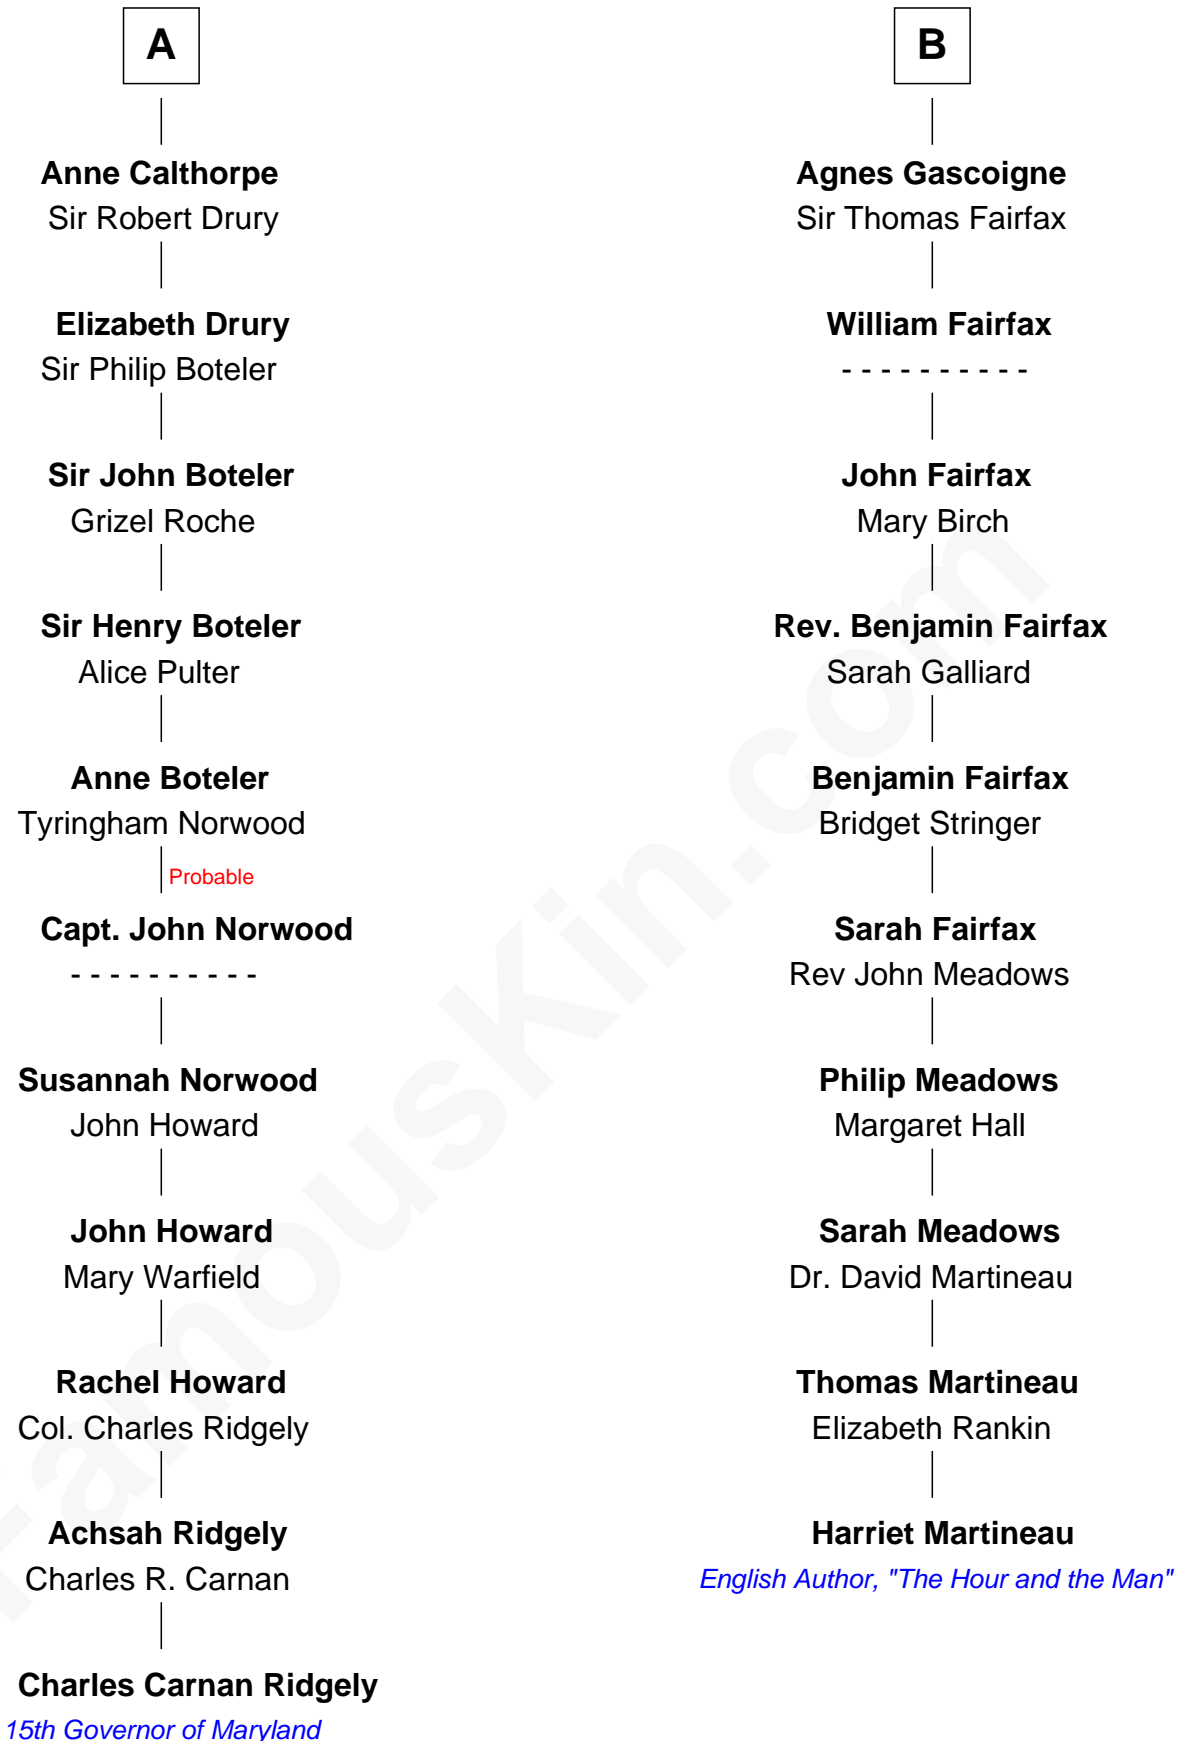 A
Anne Calthorpe
Sir Robert Drury
Elizabeth Drury
Sir Philip Boteler
Sir John Boteler
Grizel Roche
Sir Henry Boteler
Alice Pulter
Anne Boteler
Tyringham Norwood
Probable
Capt. John Norwood
- - - - - - - - - -
Susannah Norwood
John Howard
John Howard
Mary Warfield
Rachel Howard
Col. Charles Ridgely
Achsah Ridgely
Charles R. Carnan
Charles Carnan Ridgely
15th Governor of Maryland
B
Agnes Gascoigne
Sir Thomas Fairfax
William Fairfax
- - - - - - - - - -
John Fairfax
Mary Birch
Rev. Benjamin Fairfax
Sarah Galliard
Benjamin Fairfax
Bridget Stringer
Sarah Fairfax
Rev John Meadows
Philip Meadows
Margaret Hall
Sarah Meadows
Dr. David Martineau
Thomas Martineau
Elizabeth Rankin
Harriet Martineau
English Author, "The Hour and the Man"
FamousKin.com